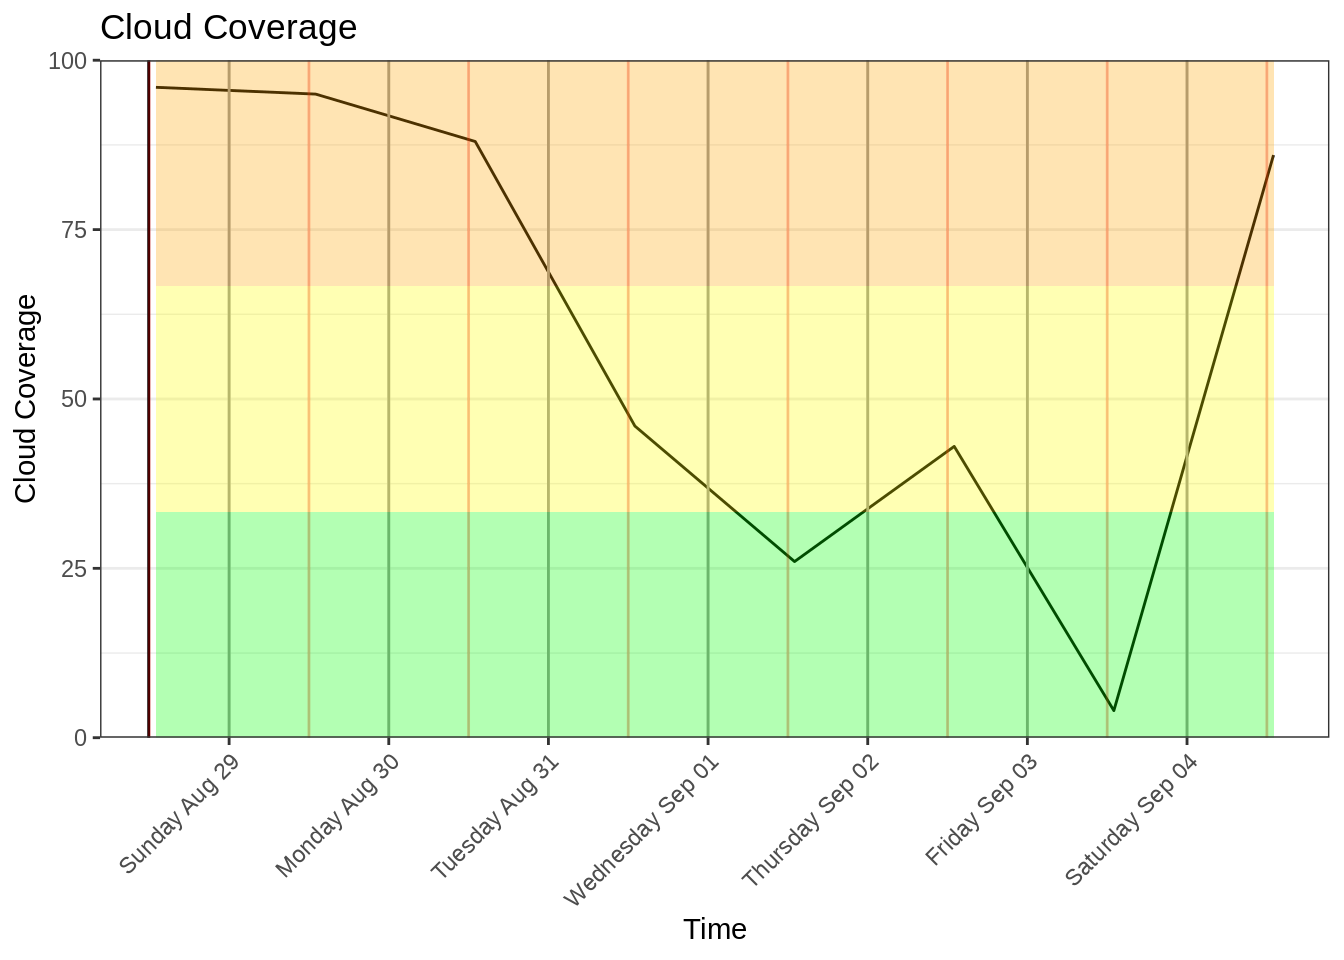 Cloud Coverage
100
75
50
25
0
Cloud Coverage
Sunday Aug 29
Monday Aug 30
Tuesday Aug 31
Wednesday Sep 01
Thursday Sep 02
Friday Sep 03
Saturday Sep 04
Time